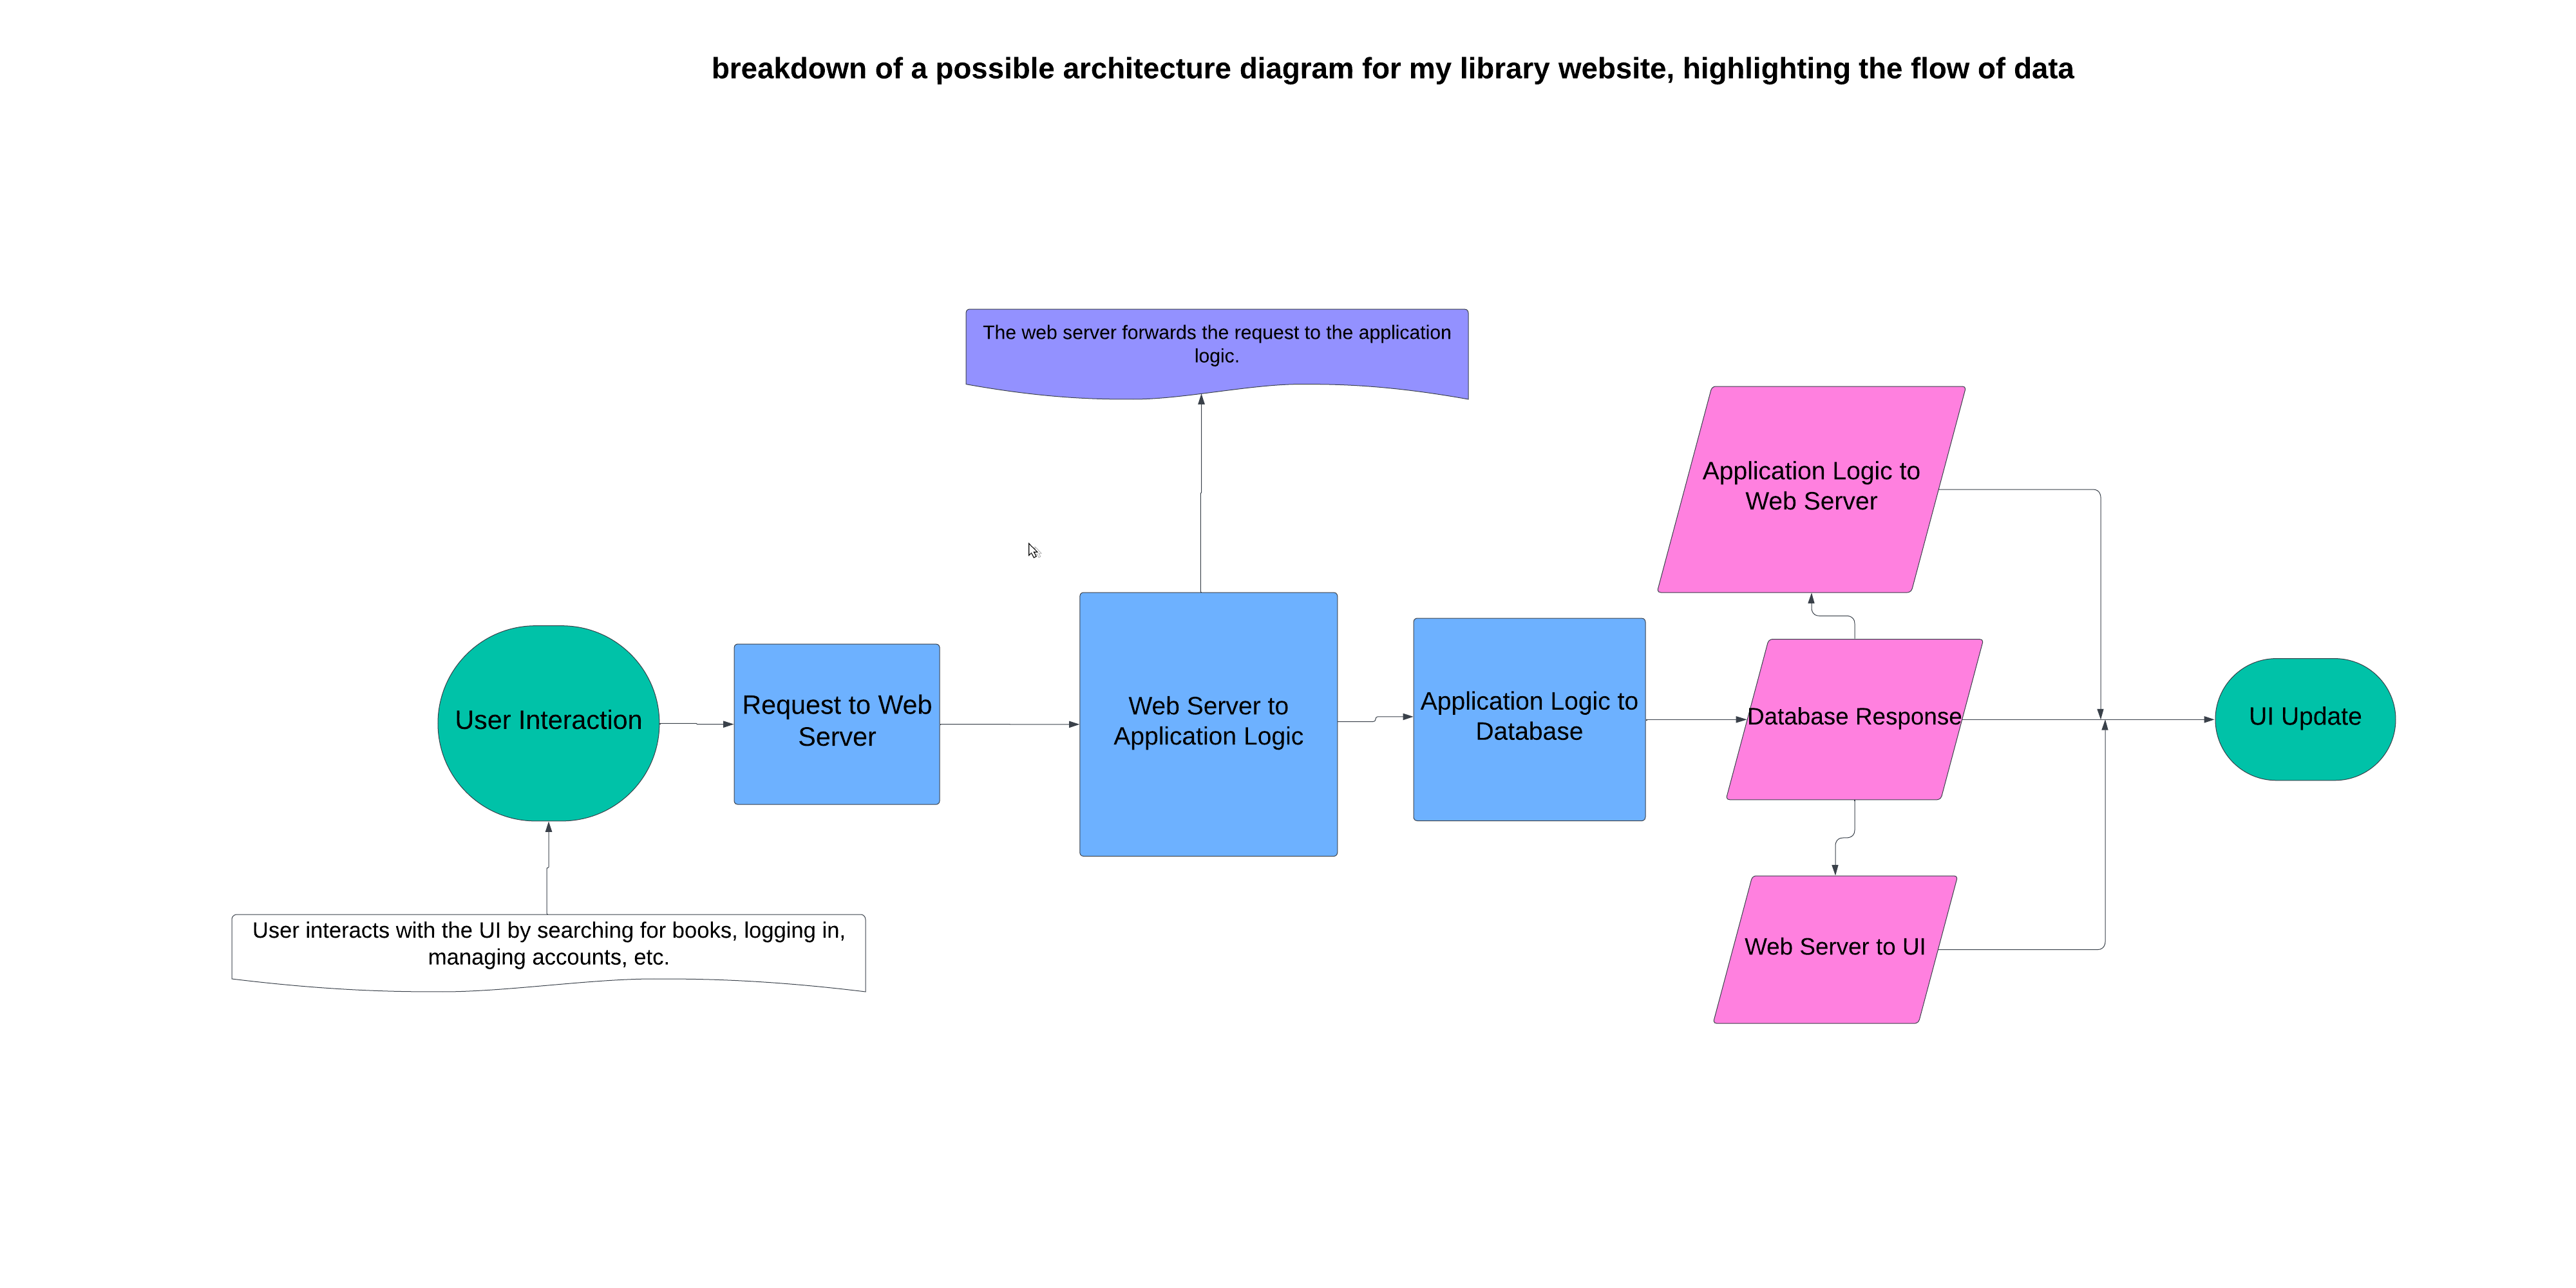 breakdown of a possible architecture diagram for my library website, highlighting the flow of data
The web server forwards the request to the application
logic.
Application Logic to
Web Server
User Interaction
Request to Web
Server
Web Server to
Application Logic
Application Logic to
Database
Database Response
UI Update
User interacts with the UI by searching for books, logging in,
managing accounts, etc.
Web Server to UI